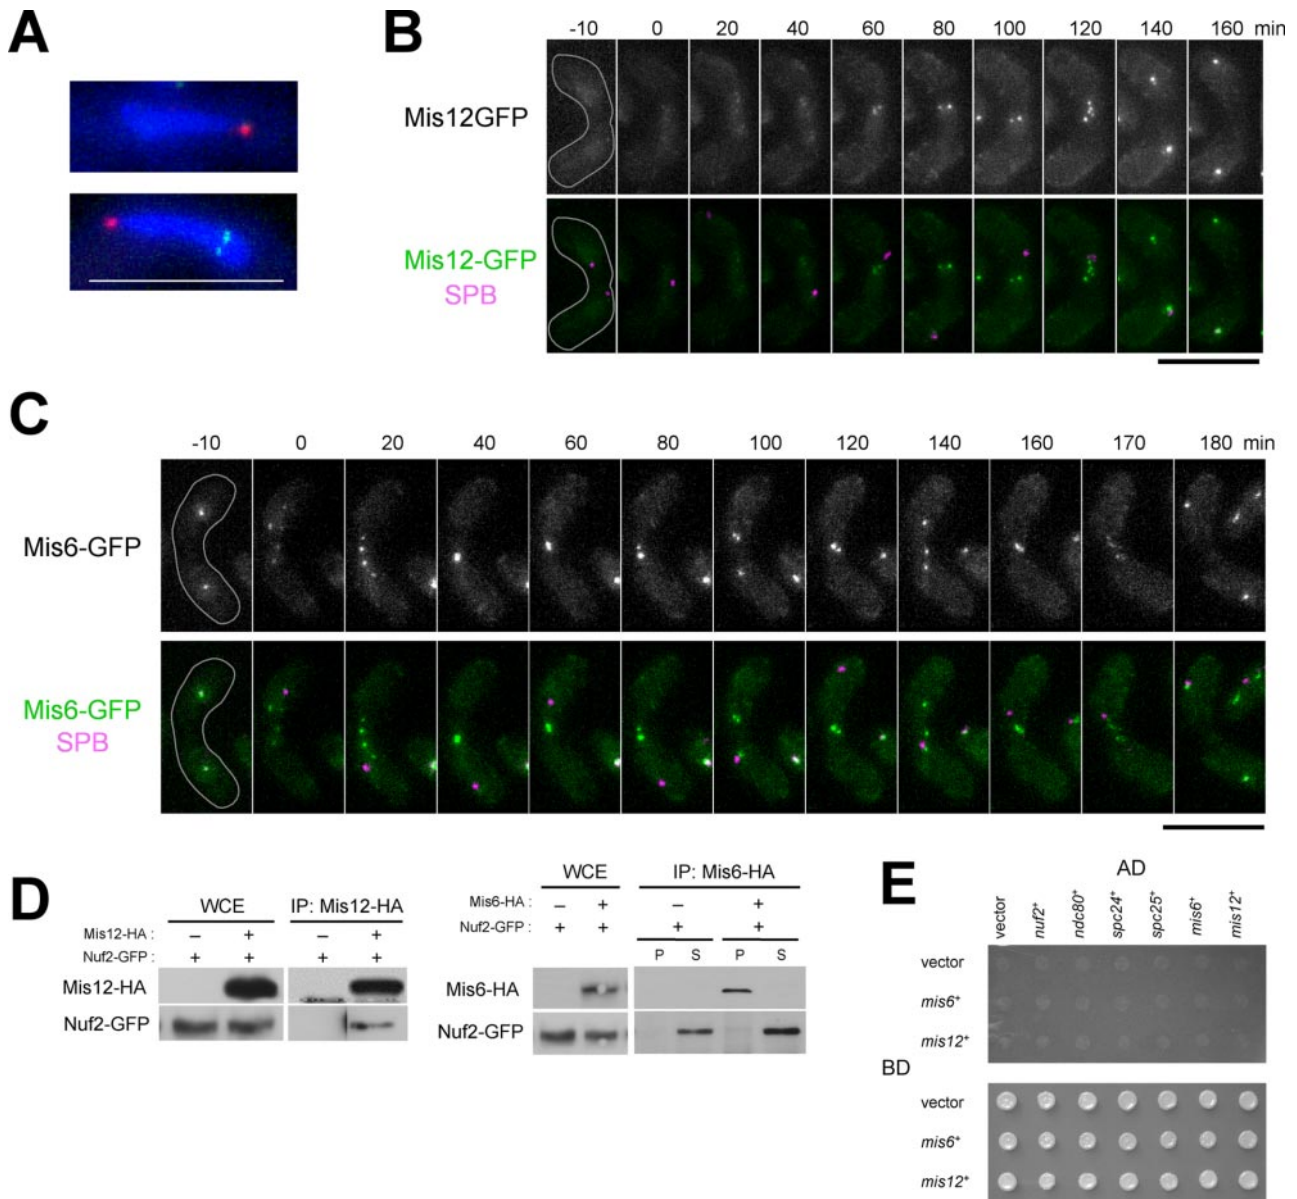 A
B
-10 0 20 40 60 80 100 120 140 160 min
Mis12GFP
Mis12-GFP
SPB
C
-10 0 20 40 60 80 100 120 140 160 170 180 min
Mis6-GFP
Mis6-GFP
SPB
D
WCE IP: Mis12-HA
Mis12-HA : – + – +
Nuf2-GFP : + + + +
Mis12-HA
Nuf2-GFP
WCE IP: Mis6-HA
Mis6-HA : – + – +
Nuf2-GFP : + + + +
P S P S
Mis6-HA
Nuf2-GFP
E
AD
vector nuf2+ ndc80+ spc24+ spc25+ mis6+ mis12+
vector
mis6+
mis12+
BD
vector
mis6+
mis12+